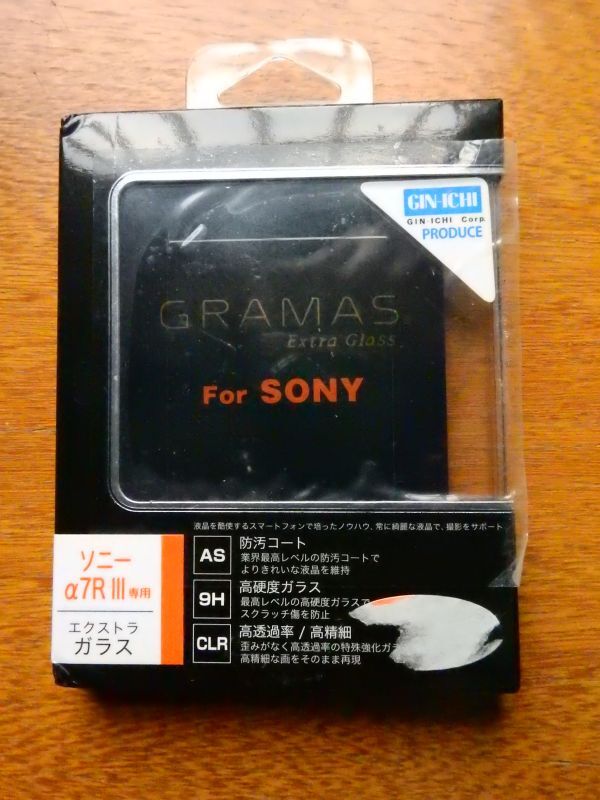 GIN-ICHI
GIN-ICHI Corp.
PRODUCE
GRAMAS
Extra Glass
For SONY
液晶を酷使するスマートフォンで培ったノウハウ、常に綺麗な液晶で、撮影をサポート
AS
防汚コート
業界最高レベルの防汚コートで
よりきれいな液晶を維持
9H
高硬度ガラス
最高レベルの高硬度ガラスで
スクラッチ傷を防止
CLR
高透過率 / 高精細
歪みがなく高透過率の特殊強化ガラ
高精細な画をそのまま再現
ソニー
α7R III 専用
エクストラ
ガラス